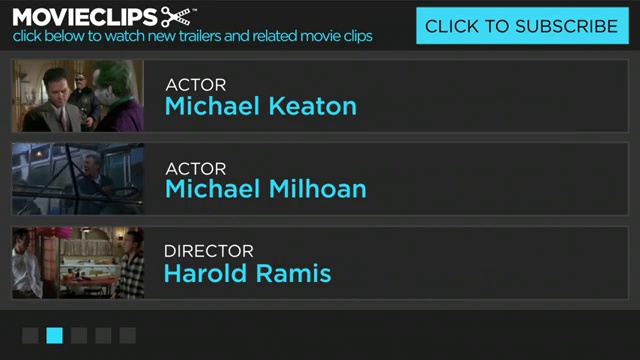 MOVIECLIPS™
click below to watch new trailers and related movie clips
CLICK TO SUBSCRIBE
ACTOR
Michael Keaton
ACTOR
Michael Milhoan
DIRECTOR
Harold Ramis